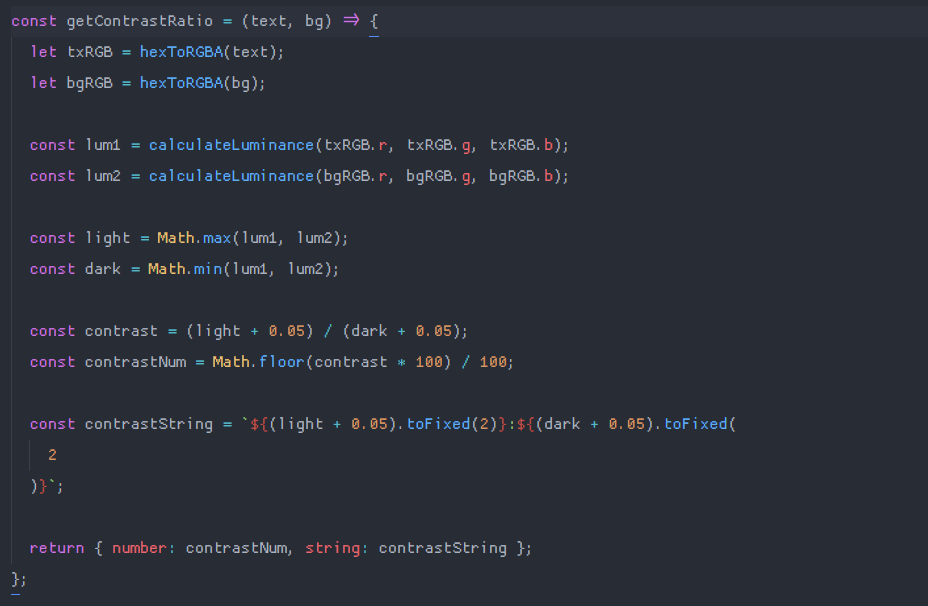 const getContrastRatio = (text, bg) => {
  let txRGB = hexToRGBA(text);
  let bgRGB = hexToRGBA(bg);

  const lum1 = calculateLuminance(txRGB.r, txRGB.g, txRGB.b);
  const lum2 = calculateLuminance(bgRGB.r, bgRGB.g, bgRGB.b);

  const light = Math.max(lum1, lum2);
  const dark = Math.min(lum1, lum2);

  const contrast = (light + 0.05) / (dark + 0.05);
  const contrastNum = Math.floor(contrast * 100) / 100;

  const contrastString = `${(light + 0.05).toFixed(2)}:${(dark + 0.05).toFixed(
    2
  )}`;

  return { number: contrastNum, string: contrastString };
};